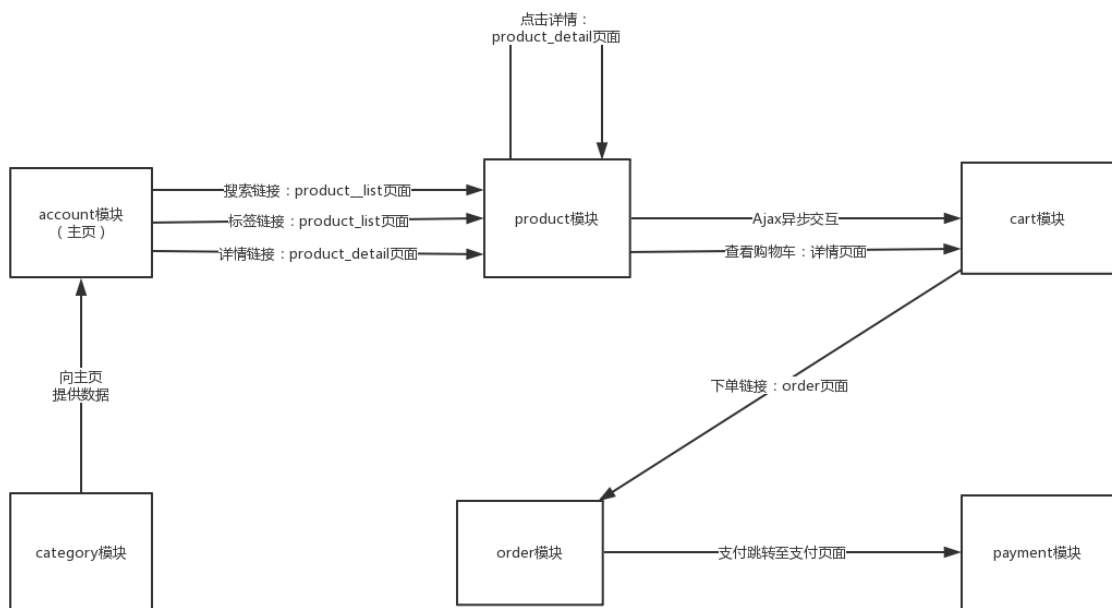 点击详情：
product_detail页面
account模块
（主页）
搜索链接：product__list页面
标签链接：product_list页面
详情链接：product_detail页面
product模块
Ajax异步交互
查看购物车：详情页面
cart模块
向主页
提供数据
下单链接：order页面
category模块
order模块
支付跳转至支付页面
payment模块